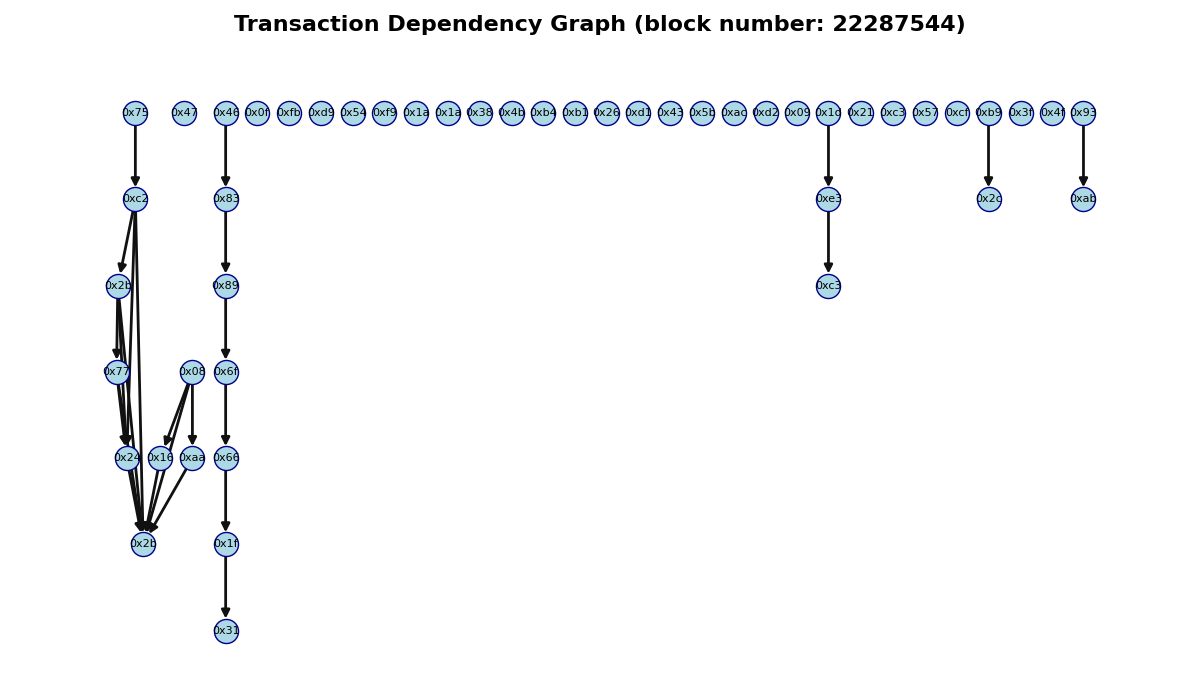 Transaction Dependency Graph (block number: 22287544)
0x75 0x47 0x46 0x0f 0xfb 0xd9 0x54 0xf9 0x1a 0x1a 0x38 0x4b 0xb4 0xb1 0x26 0xd1 0x43 0x5b 0xac 0xd2 0x09 0x1d 0x21 0xc3 0x57 0xcf 0xb9 0x3f 0x4f 0x93
0xc2 0x83 0xe3 0x2c 0xab
0x2b 0x89 0xc3
0x77 0x08 0x6f
0x24 0x16 0xaa 0x66
0x2b 0x1f
0x31